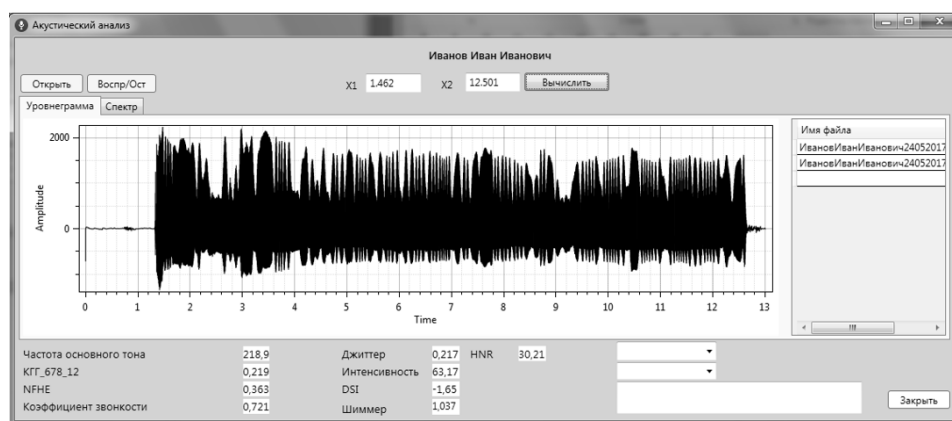 Акустический анализ
Иванов Иван Иванович
Открыть Воспр/Ост X1 1.462 X2 12.501 Вычислить
Уровнеграмма Спектр
Имя файла
ИвановИванИванович24052017
ИвановИванИванович24052017
Amplitude
2000
0
0 1 2 3 4 5 6 7 8 9 10 11 12 13
Time
Частота основного тона 218,9 Джиттер 0,217 HNR 30,21
КГГ_678_12 0,219 Интенсивность 63,17
NFHE 0,363 DSI -1,65
Коэффициент звонкости 0,721 Шиммер 1,037
Закрыть